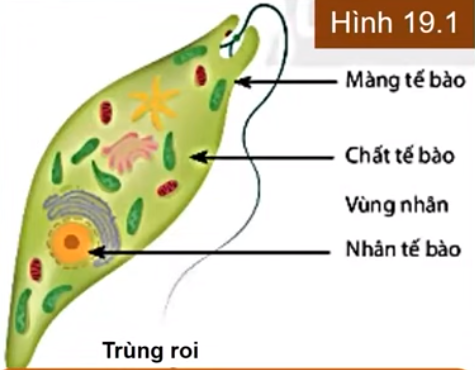 Hình 19.1
Màng tế bào
Chất tế bào
Vùng nhân
Nhân tế bào
Trùng roi